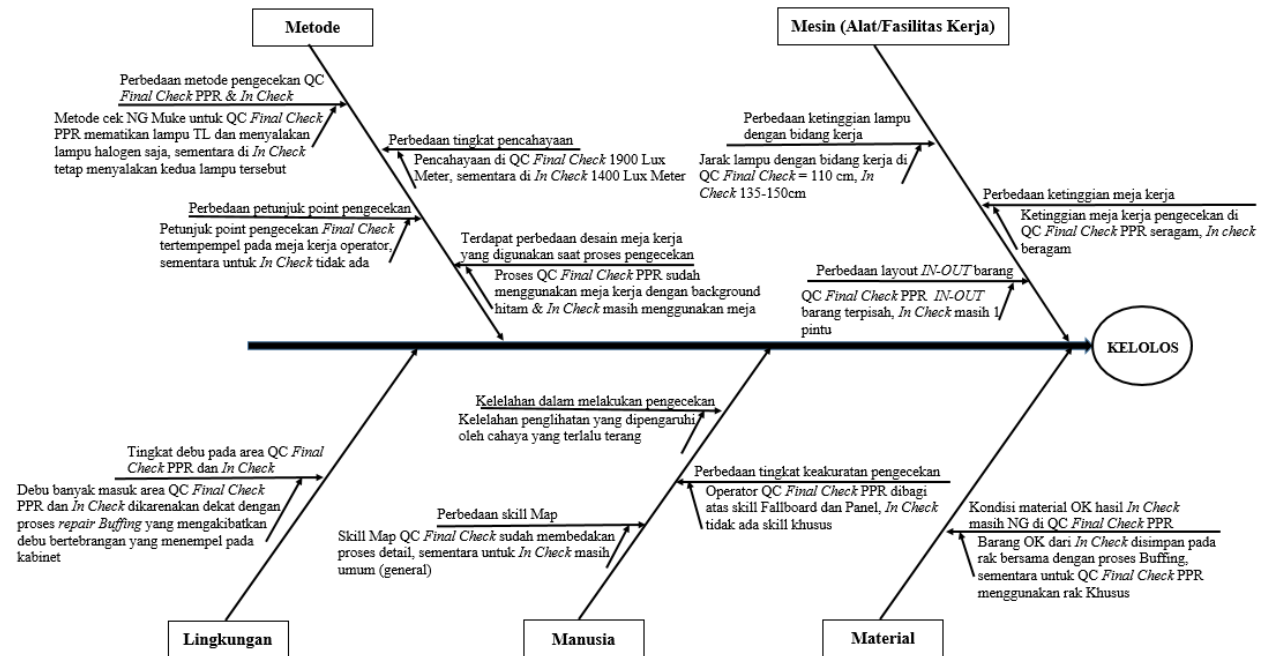 Metode
Perbedaan metode pengecekan QC
Final Check PPR & In Check
Metode cek NG Muke untuk QC Final Check
PPR mematikan lampu TL dan menyalakan
lampu halogen saja, sementara di In Check
tetap menyalakan kedua lampu tersebut
Perbedaan tingkat pencahayaan
Pencahayaan di QC Final Check 1900 Lux
Meter, sementara di In Check 1400 Lux Meter
Perbedaan petunjuk point pengecekan
Petunjuk point pengecekan Final Check
tertempempel pada meja kerja operator,
sementara untuk In Check tidak ada
Terdapat perbedaan desain meja kerja
yang digunakan saat proses pengecekan
Proses QC Final Check PPR sudah
menggunakan meja kerja dengan background
hitam & In Check masih menggunakan meja
Mesin (Alat/Fasilitas Kerja)
Perbedaan ketinggian lampu
dengan bidang kerja
Jarak lampu dengan bidang kerja di
QC Final Check = 110 cm, In
Check 135-150cm
Perbedaan ketinggian meja kerja
Ketinggian meja kerja pengecekan di
QC Final Check PPR seragam, In check
beragam
Perbedaan layout IN-OUT barang
QC Final Check PPR IN-OUT
barang terpisah, In Check masih 1
pintu
KELOLOS
Tingkat debu pada area QC Final
Check PPR dan In Check
Debu banyak masuk area QC Final Check
PPR dan In Check dikarenakan dekat dengan
proses repair Buffing yang mengakibatkan
debu bertebrangan yang menempel pada
kabinet
Lingkungan
Kelelahan dalam melakukan pengecekan
Kelelahan penglihatan yang dipengaruhi
oleh cahaya yang terlalu terang
Perbedaan tingkat keakuratan pengecekan
Operator QC Final Check PPR dibagi
atas skill Fallboard dan Panel, In Check
tidak ada skill khusus
Perbedaan skill Map
Skill Map QC Final Check sudah membedakan
proses detail, sementara untuk In Check masih
umum (general)
Manusia
Kondisi material OK hasil In Check
masih NG di QC Final Check PPR
Barang OK dari In Check disimpan pada
rak bersama dengan proses Buffing,
sementara untuk QC Final Check PPR
menggunakan rak Khusus
Material